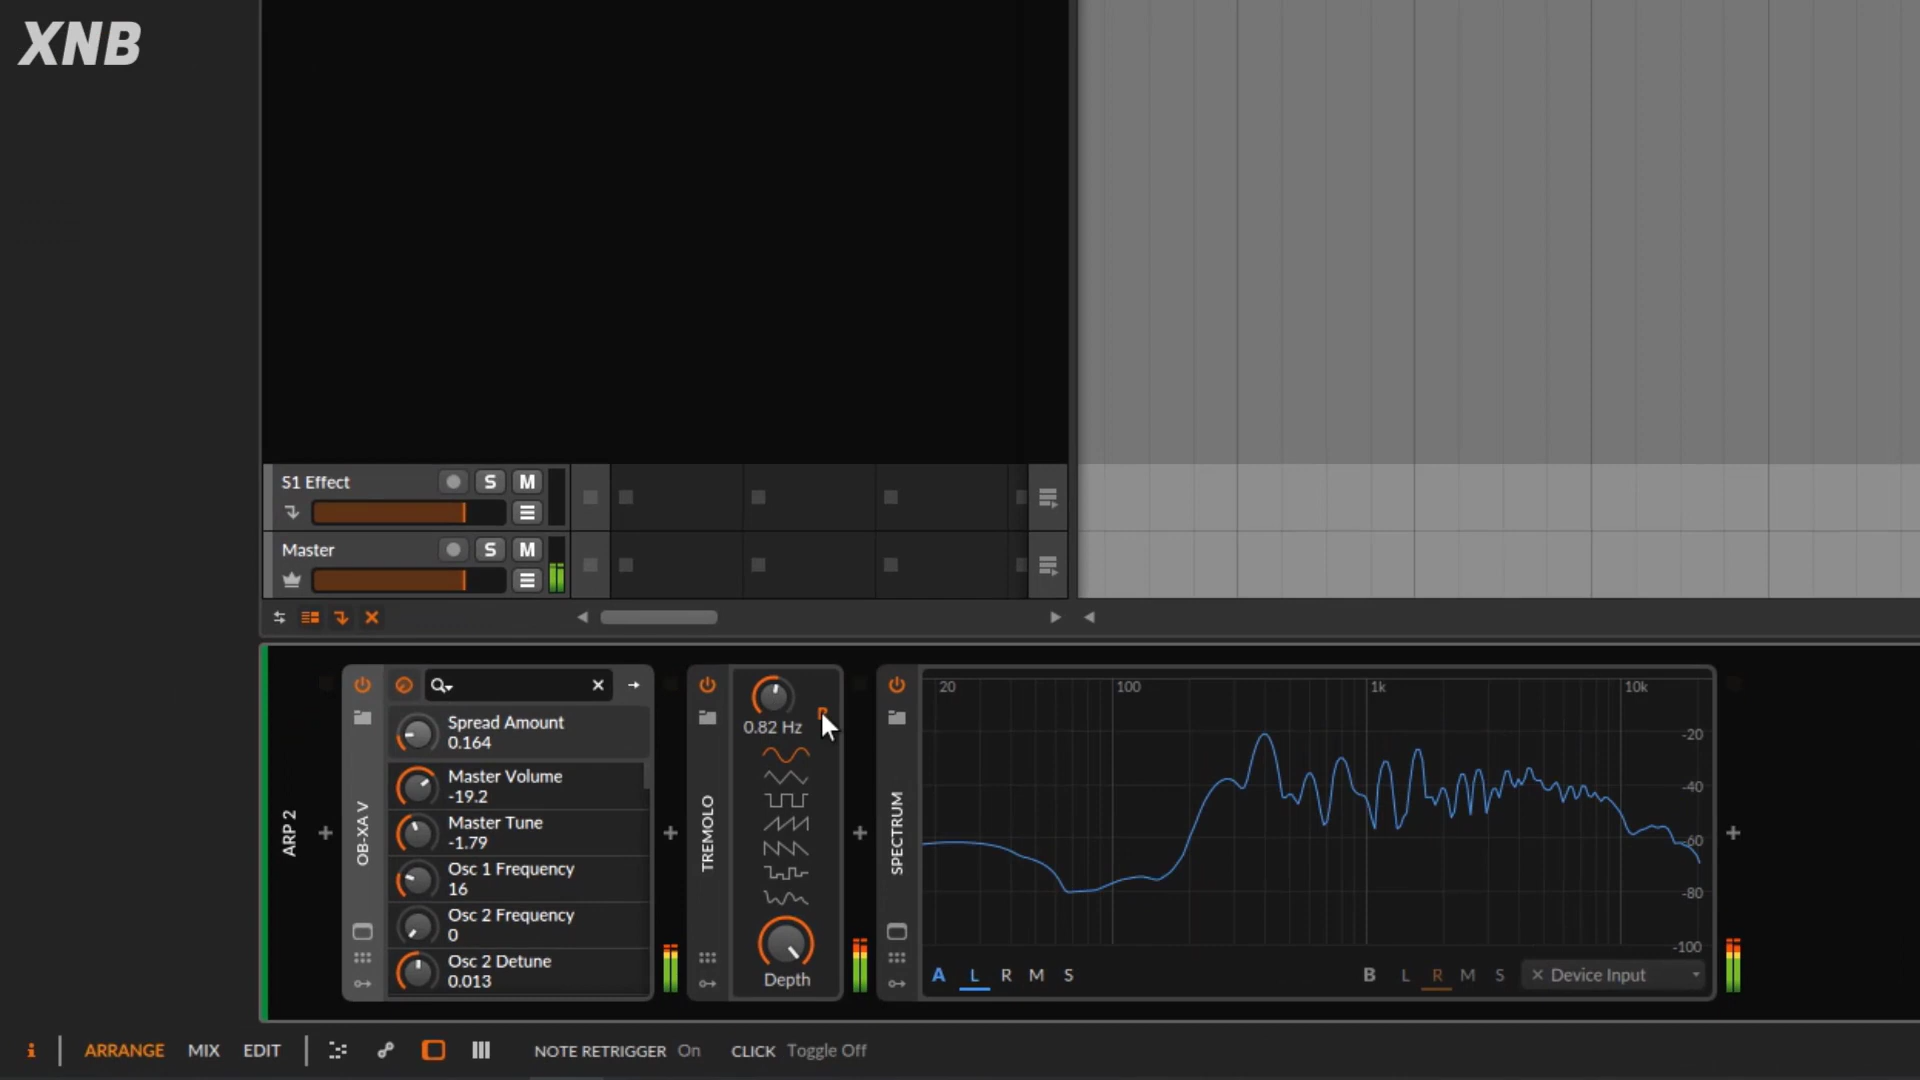 XNB
S1 Effect S M
Master S M
ARP 2
OB-XA V
Spread Amount
0.164
Master Volume
-19.2
Master Tune
-1.79
Osc 1 Frequency
16
Osc 2 Frequency
0
Osc 2 Detune
0.013
TREMOLO
0.82 Hz
Depth
SPECTRUM
20 100 1k 10k
-20
-40
-60
-80
-100
A L R M S B L R M S × Device Input
i ARRANGE MIX EDIT NOTE RETRIGGER On CLICK Toggle Off